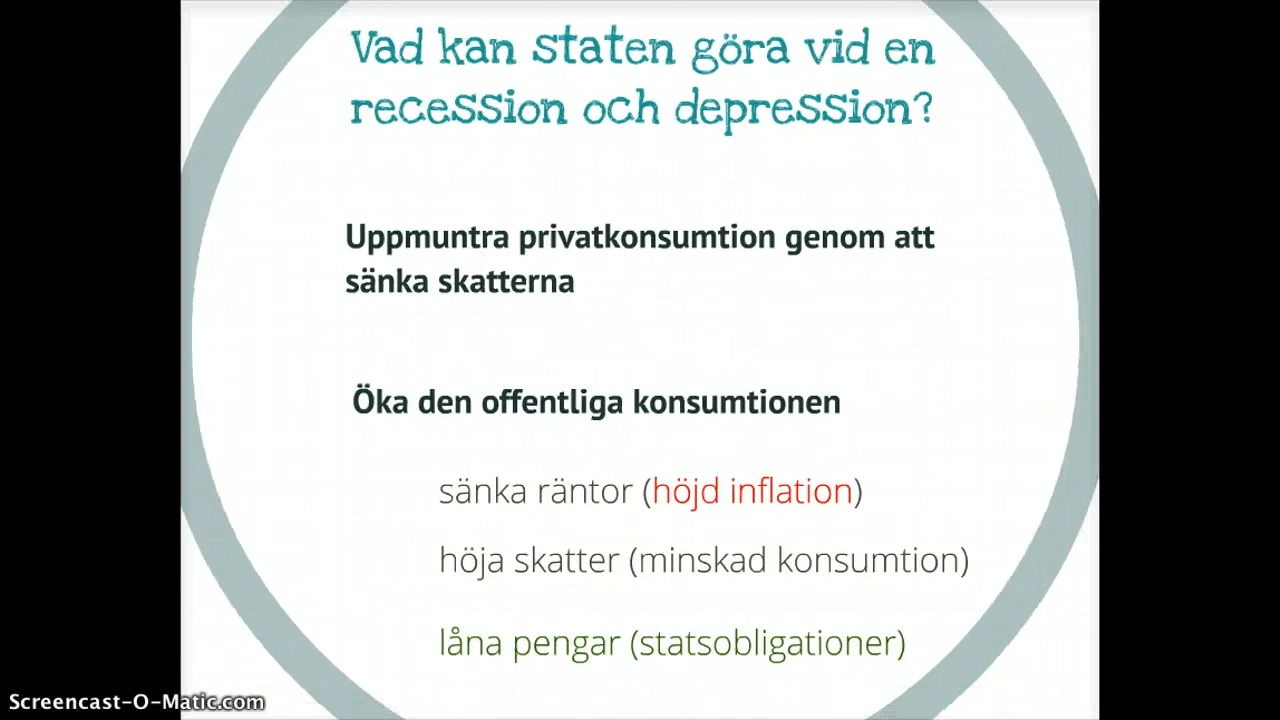 Vad kan staten göra vid en
recession och depression?
Uppmuntra privatkonsumtion genom att
sänka skatterna
Öka den offentliga konsumtionen
sänka räntor (höjd inflation)
höja skatter (minskad konsumtion)
låna pengar (statsobligationer)
Screencast-O-Matic.com